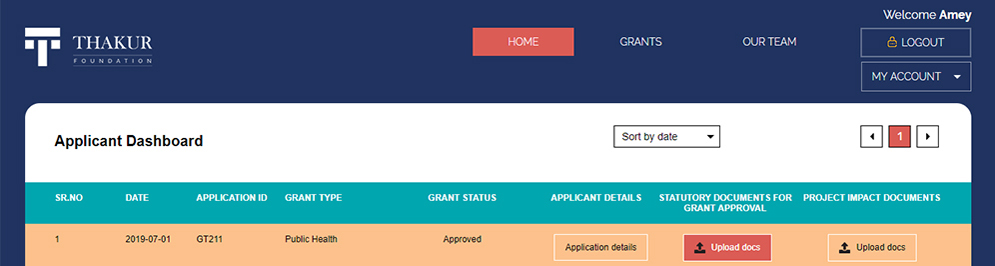 Welcome Amey
THAKUR
FOUNDATION
HOME GRANTS OUR TEAM
LOGOUT
MY ACCOUNT
Applicant Dashboard
Sort by date
1
SR.NO DATE APPLICATION ID GRANT TYPE GRANT STATUS APPLICANT DETAILS STATUTORY DOCUMENTS FOR PROJECT IMPACT DOCUMENTS
GRANT APPROVAL
1 2019-07-01 GT211 Public Health Approved Application details Upload docs Upload docs